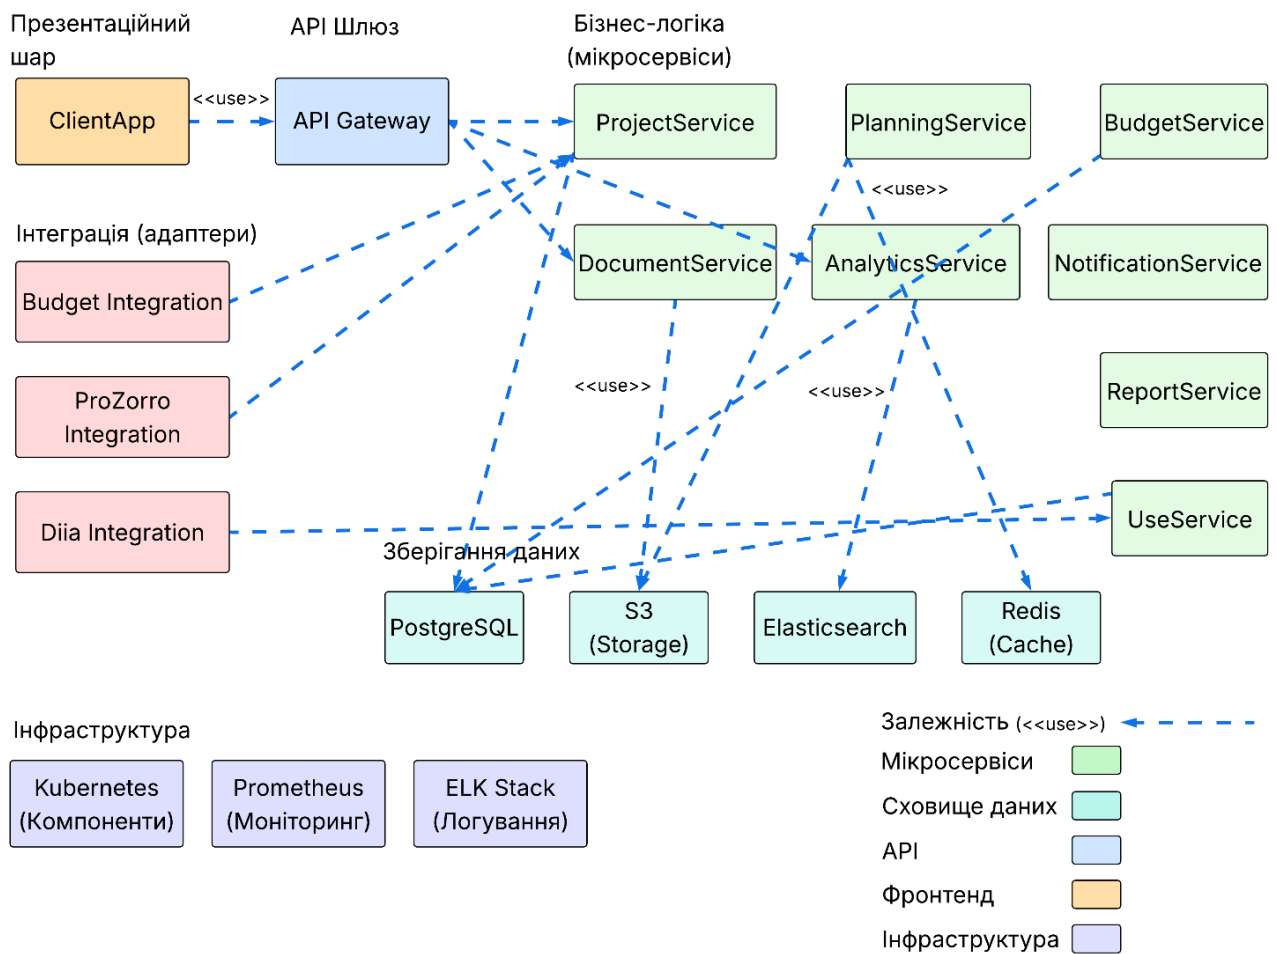 Презентаційний
шар
API Шлюз
Бізнес-логіка
(мікросервіси)
ClientApp
<<use>>
API Gateway
ProjectService
PlanningService
BudgetService
<<use>>
Інтеграція (адаптери)
DocumentService
AnalyticsService
NotificationService
Budget Integration
<<use>>
<<use>>
ReportService
ProZorro
Integration
Diia Integration
UseService
Зберігання даних
PostgreSQL
S3
(Storage)
Elasticsearch
Redis
(Cache)
Інфраструктура
Kubernetes
(Компоненти)
Prometheus
(Моніторинг)
ELK Stack
(Логування)
Залежність (<<use>>)
Мікросервіси
Сховище даних
API
Фронтенд
Інфраструктура